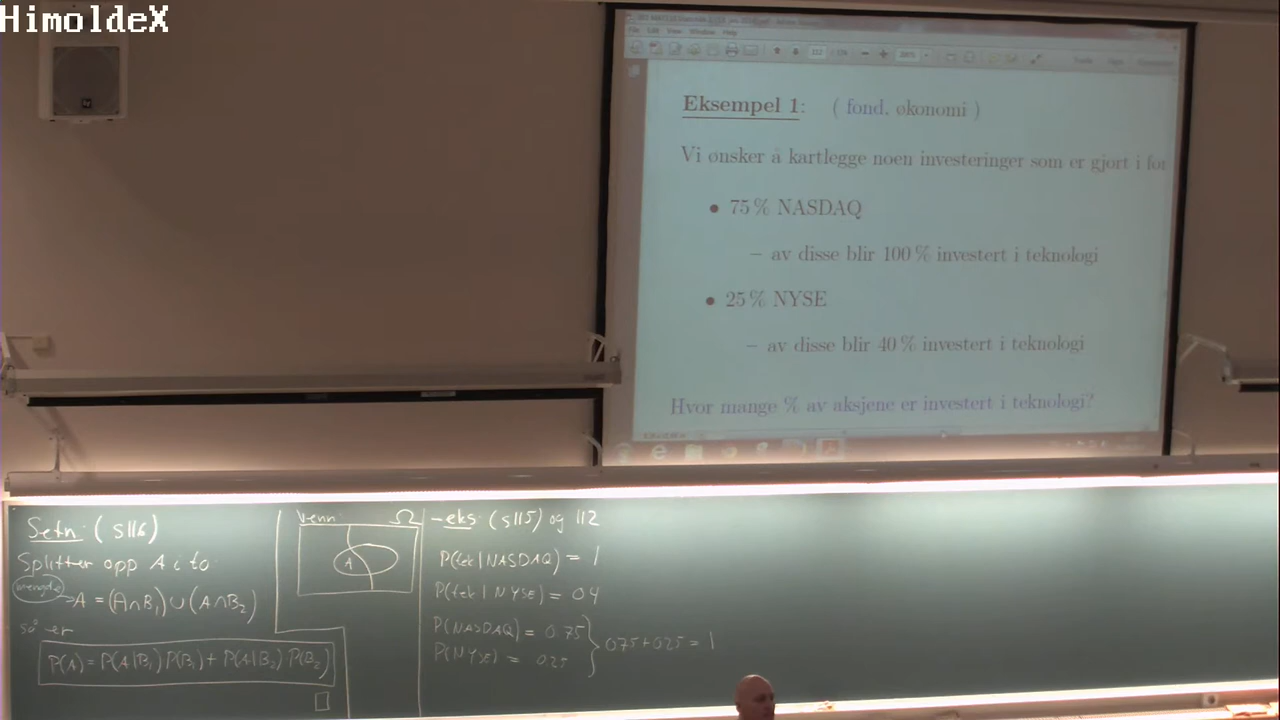 HimoldeX
Eksempel 1: ( fond, økonomi )
Vi ønsker å kartlegge noen investeringer som er gjort i for
• 75 % NASDAQ
– av disse blir 100 % investert i teknologi
• 25 % NYSE
– av disse blir 40 % investert i teknologi
Hvor mange % av aksjene er investert i teknologi?
Setn: (s116)
Splitter opp A i to:
mengde → A = (A∩B₁) ∪ (A∩B₂)
så er
P(A) = P(A|B₁)P(B₁) + P(A|B₂)·P(B₂)
Venn: Ω
A
-eks: (s115) og 112
P(tek|NASDAQ) = 1
P(tek|NYSE) = 0.4
P(NASDAQ) = 0.75
P(NYSE) = 0.25
0.75+0.25 = 1